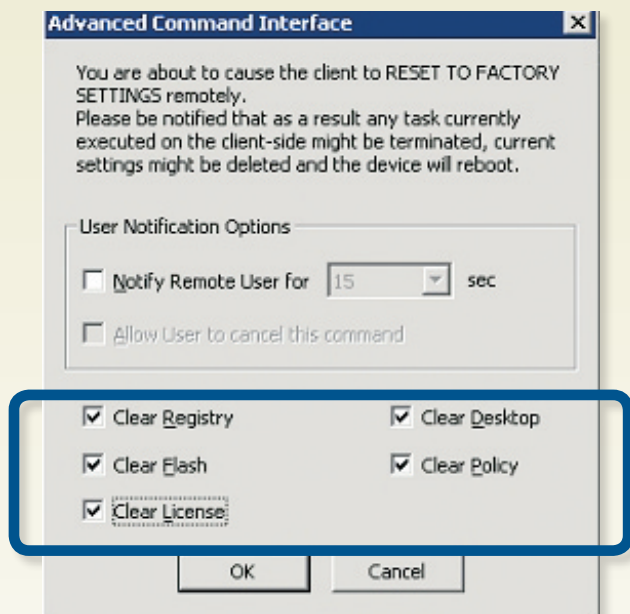 Advanced Command Interface
You are about to cause the client to RESET TO FACTORY
SETTINGS remotely.
Please be notified that as a result any task currently
executed on the client-side might be terminated, current
settings might be deleted and the device will reboot.
User Notification Options
Notify Remote User for 15 sec
Allow User to cancel this command
Clear Registry Clear Desktop
Clear Flash Clear Policy
Clear License
OK Cancel